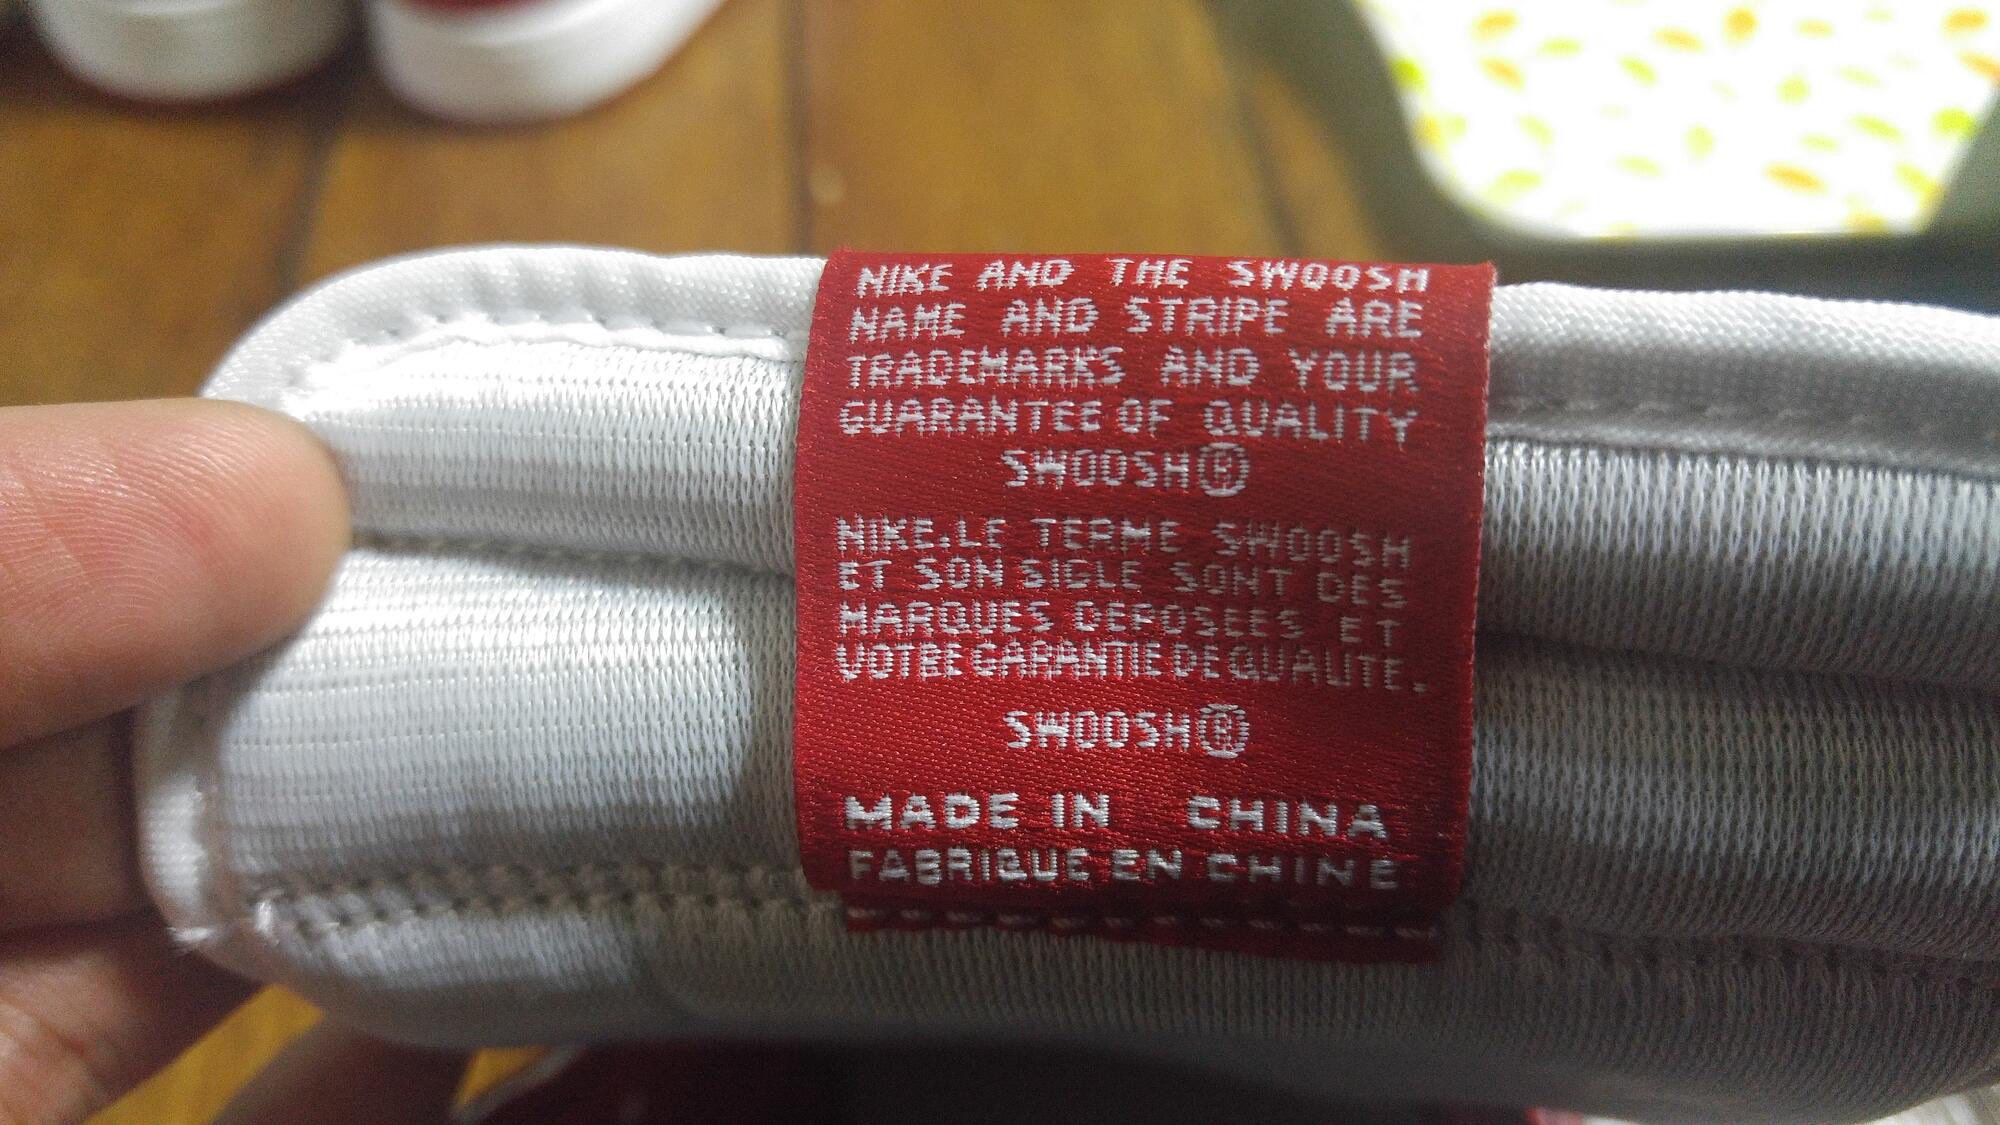 NIKE AND THE SWOOSH
NAME AND STRIPE ARE
TRADEMARKS AND YOUR
GUARANTEE OF QUALITY
SWOOSH®
NIKE.LE TERME SWOOSH
ET SON SIGLE SONT DES
MARQUES DEPOSEES ET
VOTRE GARANTIE DE QUALITE.
SWOOSH®
MADE IN CHINA
FABRIQUE EN CHINE